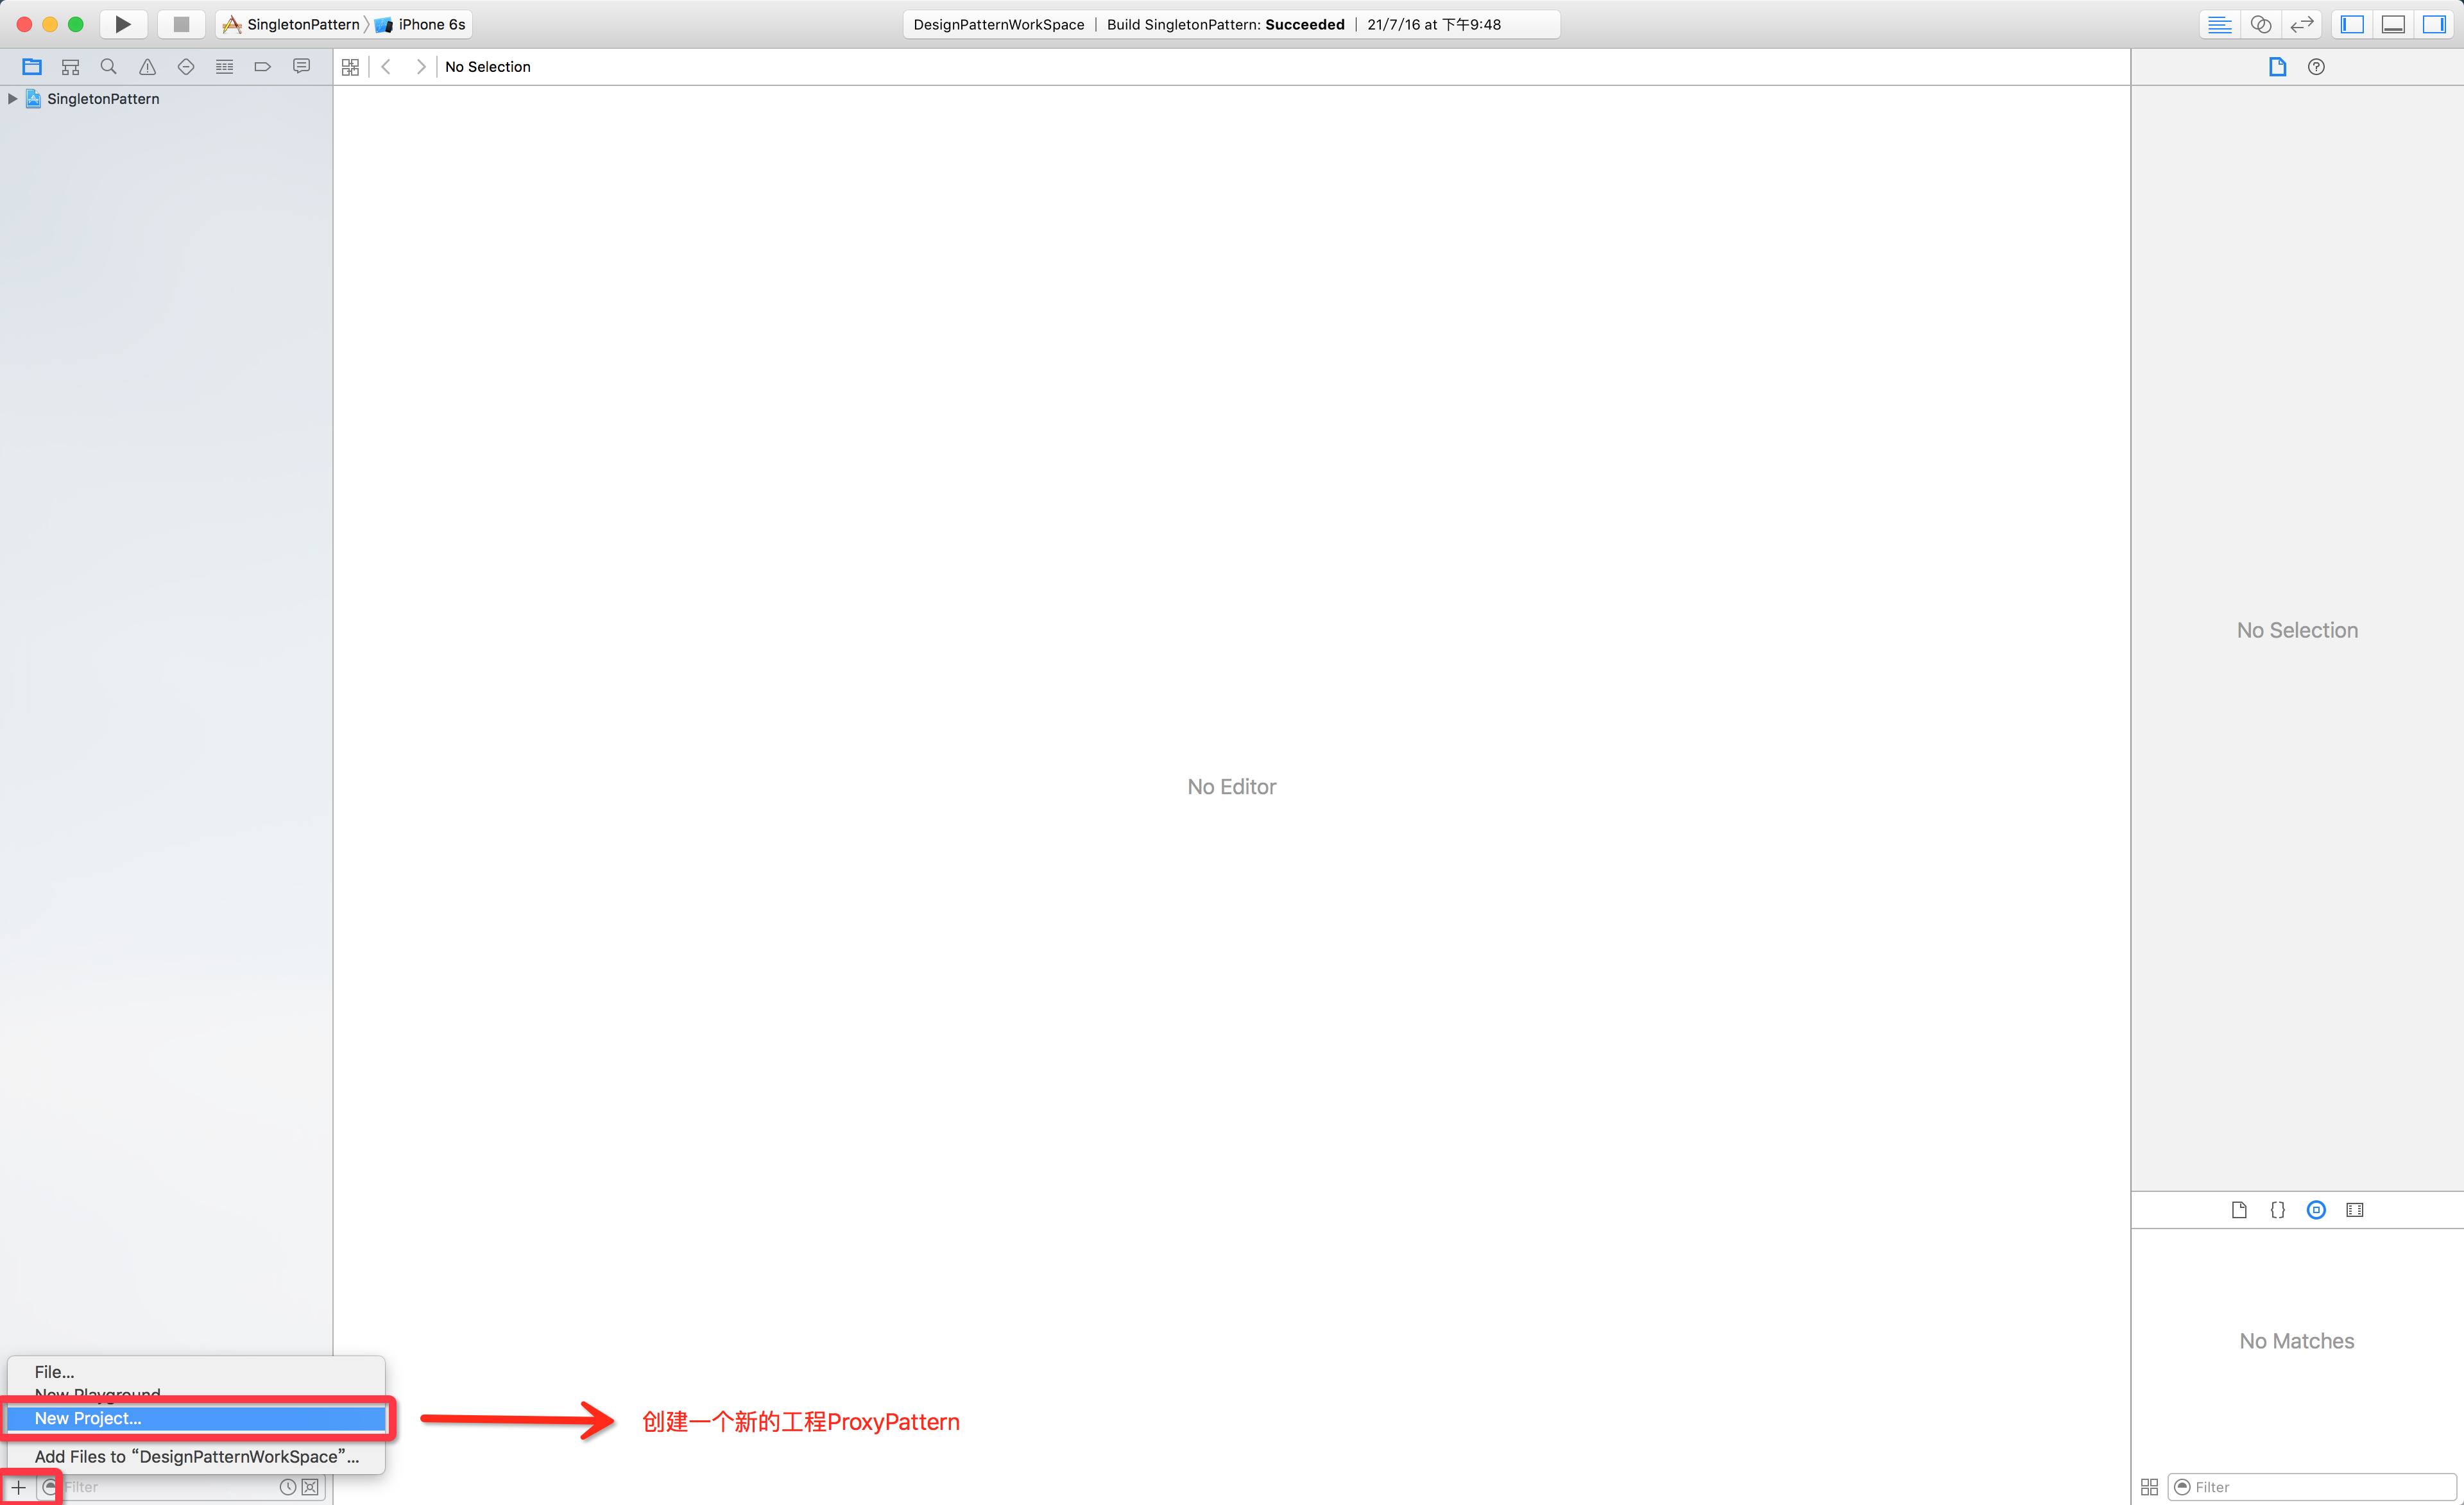 SingletonPattern iPhone 6s
DesignPatternWorkSpace | Build SingletonPattern: Succeeded | 21/7/16 at 下午9:48
No Selection
SingletonPattern
No Editor
No Selection
No Matches
File...
New Playground
New Project...
创建一个新的工程ProxyPattern
Add Files to “DesignPatternWorkSpace”...
Filter
Filter